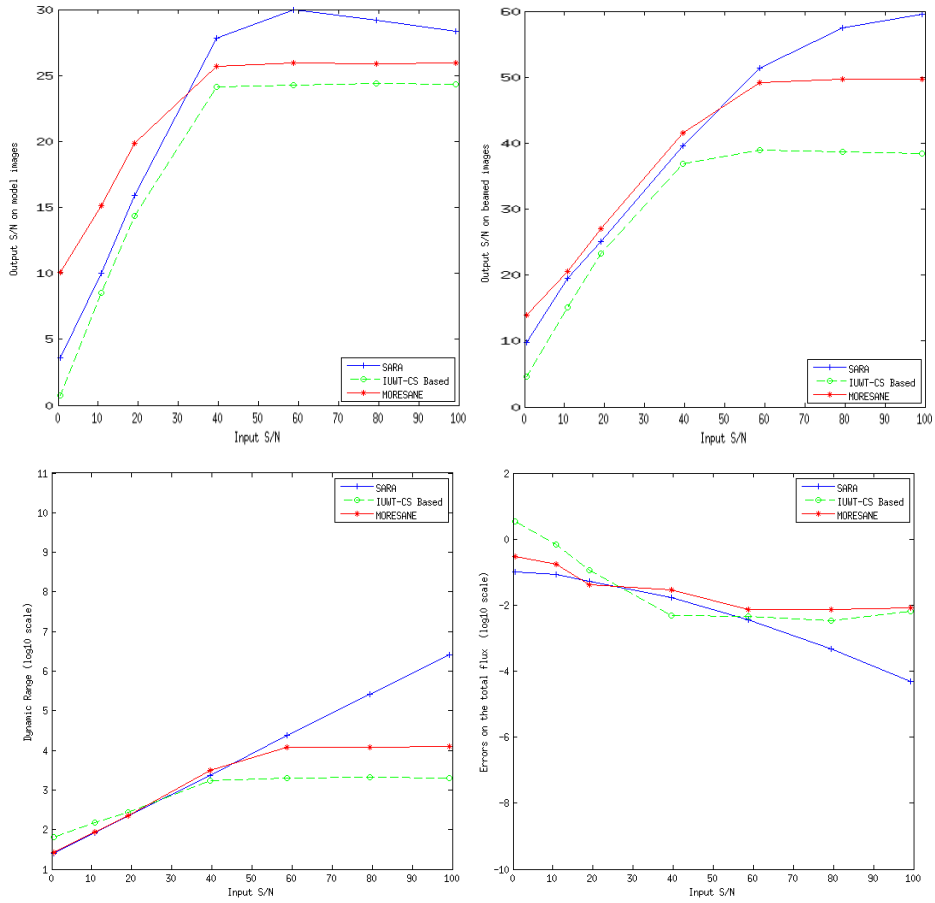 30
25
20
15
10
5
0
Output S/N on model images
0 10 20 30 40 50 60 70 80 90 100
Input S/N
SARA
IUWT-CS Based
MORESANE
60
50
40
30
20
10
0
Output S/N on beamed images
0 10 20 30 40 50 60 70 80 90 100
Input S/N
SARA
IUWT-CS Based
MORESANE
11
10
9
8
7
6
5
4
3
2
1
Dynamic Range (log10 scale)
0 10 20 30 40 50 60 70 80 90 100
Input S/N
SARA
IUWT-CS Based
MORESANE
2
0
-2
-4
-6
-8
-10
Errors on the total flux (log10 scale)
0 10 20 30 40 50 60 70 80 90 100
Input S/N
SARA
IUWT-CS Based
MORESANE